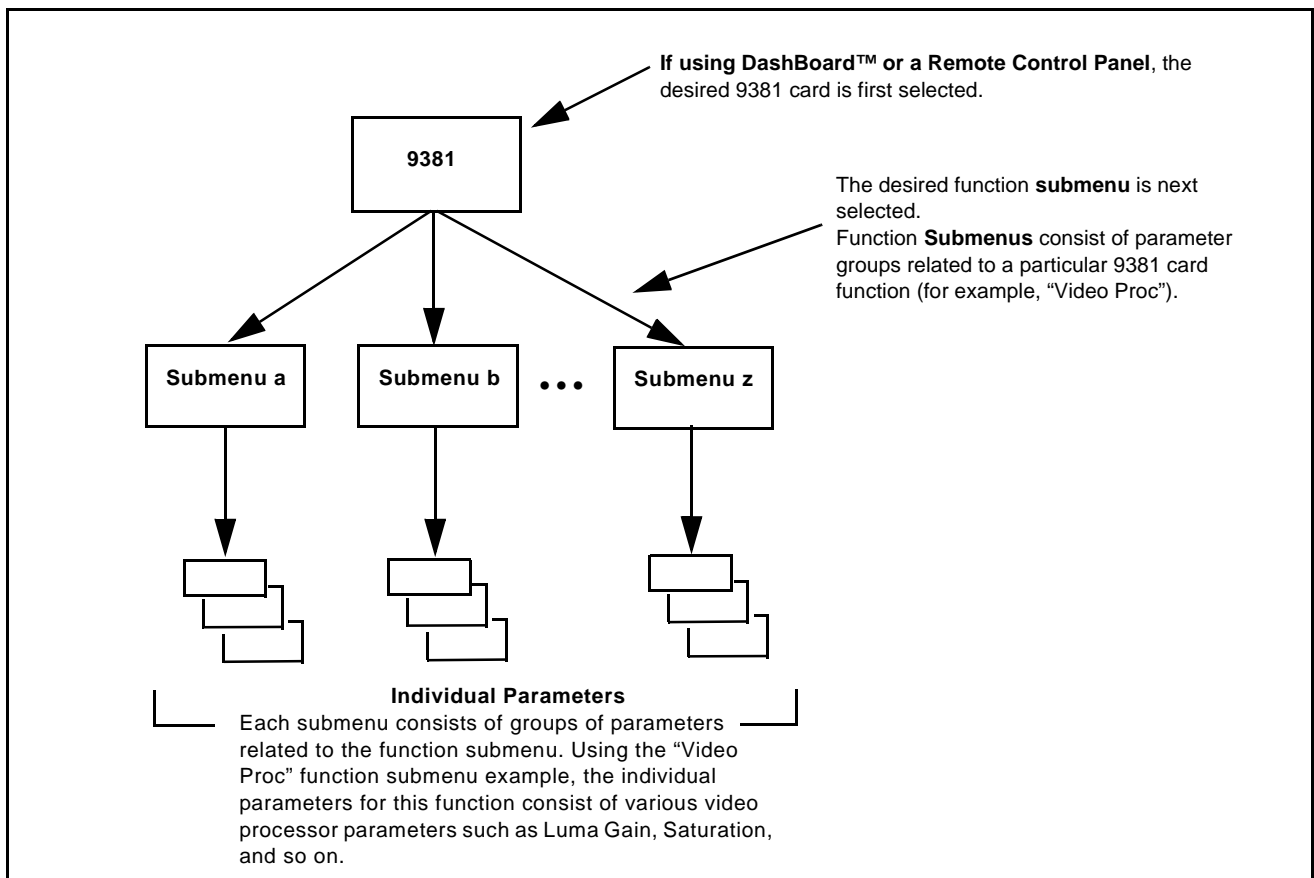 If using DashBoard™ or a Remote Control Panel, the
desired 9381 card is first selected.
9381
The desired function submenu is next
selected.
Function Submenus consist of parameter
groups related to a particular 9381 card
function (for example, “Video Proc”).
Submenu a
Submenu b
• • •
Submenu z
Individual Parameters
Each submenu consists of groups of parameters
related to the function submenu. Using the “Video
Proc” function submenu example, the individual
parameters for this function consist of various video
processor parameters such as Luma Gain, Saturation,
and so on.